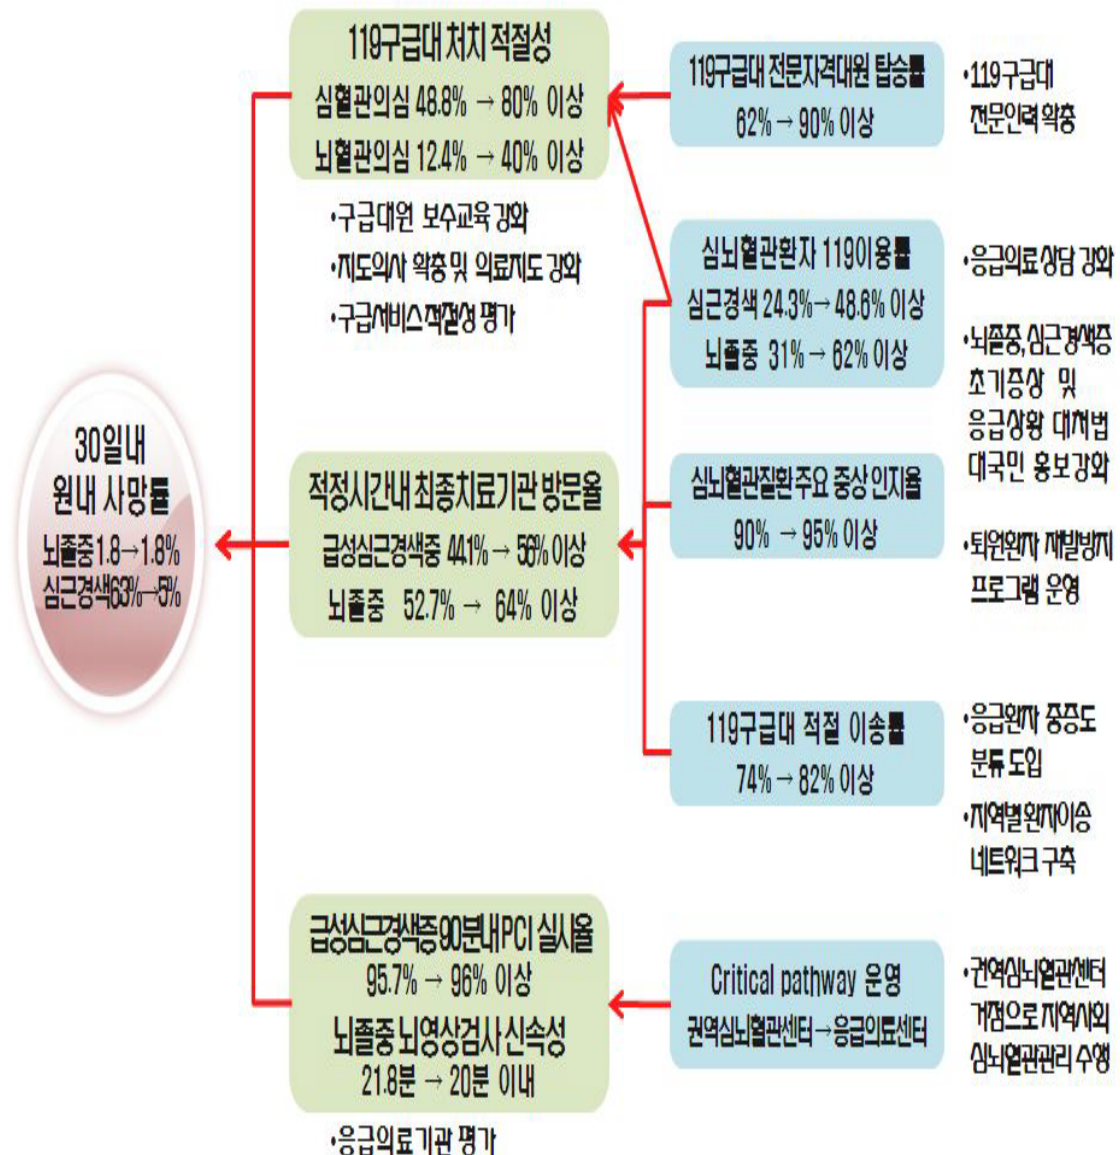 119구급대 처치 적절성
심혈관의심 48.8% → 80% 이상
뇌혈관의심 12.4% → 40% 이상
•구급대원 보수교육 강화
•지도의사 확충 및 의료지도 강화
•구급서비스 적절성 평가
119구급대 전문자격대원 탑승률
62% → 90% 이상
•119구급대
전문인력 확충
심뇌혈관환자 119이용률
심근경색 24.3%→ 48.6% 이상
뇌졸중 31% → 62% 이상
•응급의료 상담 강화
•뇌졸중,심근경색증
초기증상 및
응급상황 대처법
대국민 홍보강화
30일내
원내 사망률
뇌졸중 1.8→1.8%
심근경색6.3%→5%
적정시간내 최종치료기관 방문율
급성심근경색중 44.1% → 56% 이상
뇌졸중 52.7% → 64% 이상
심뇌혈관질환 주요 중상 인지율
90% → 95% 이상
•퇴원환자 재발방지
프로그램 운영
119구급대 적절 이송률
74% → 82% 이상
•응급환자 중증도
분류 도입
•지역별 환자이송
네트워크 구축
급성심근경색증 90분내 PCI 실시율
95.7% → 96% 이상
뇌졸중 뇌영상검사 신속성
21.8분 → 20분 이내
•응급의료기관 평가
Critical pathway 운영
권역심뇌혈관센터→응급의료센터
•권역심뇌혈관센터
거점으로 지역사회
심뇌혈관관리 수행